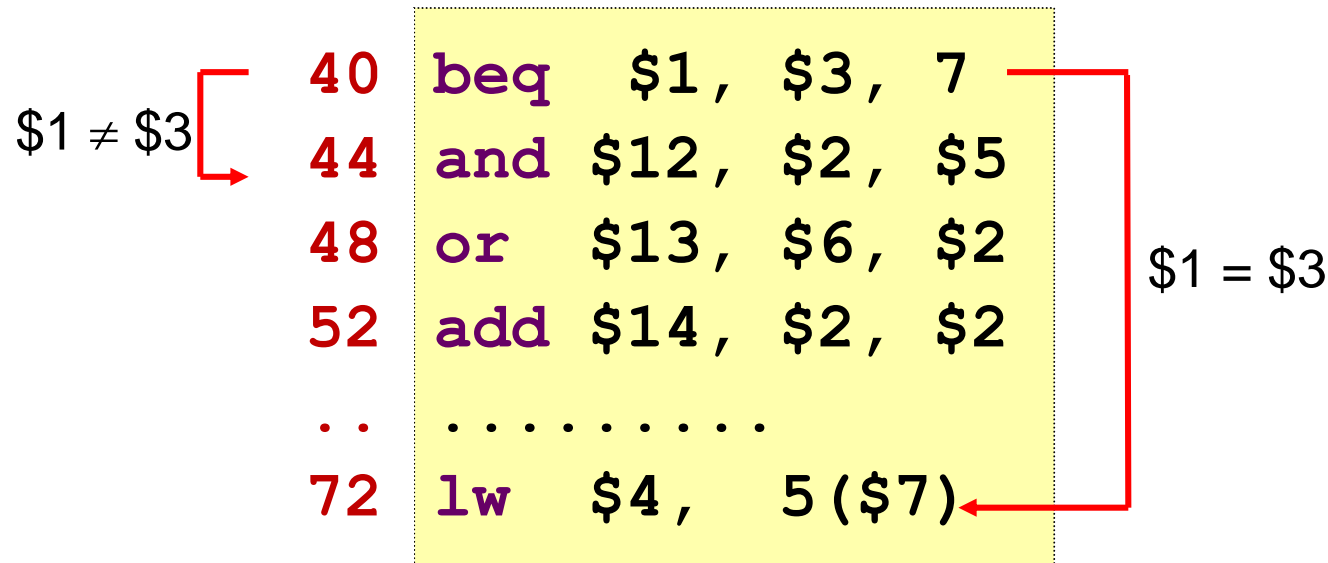 40 beq $1, $3, 7
$1 ≠ $3
44 and $12, $2, $5
48 or $13, $6, $2
$1 = $3
52 add $14, $2, $2
.. .........
72 lw $4, 5($7)